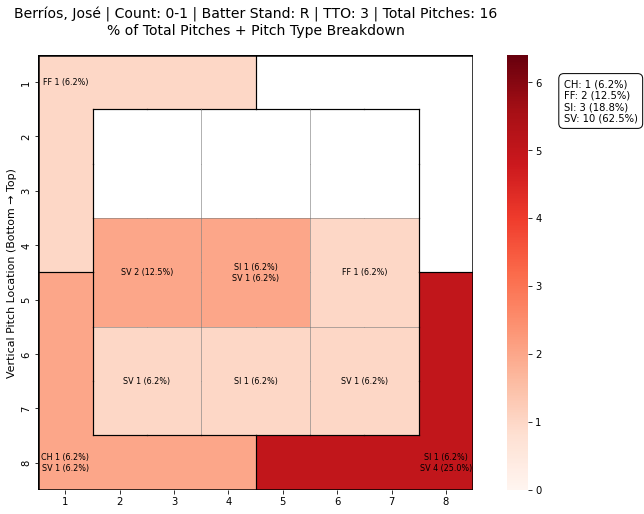 Berríos, José | Count: 0-1 | Batter Stand: R | TTO: 3 | Total Pitches: 16
% of Total Pitches + Pitch Type Breakdown
Vertical Pitch Location (Bottom → Top)
1
2
3
4
5
6
7
8
FF 1 (6.2%)
SV 2 (12.5%)
SI 1 (6.2%)
SV 1 (6.2%)
FF 1 (6.2%)
SV 1 (6.2%)
SI 1 (6.2%)
SV 1 (6.2%)
CH 1 (6.2%)
SV 1 (6.2%)
SI 1 (6.2%)
SV 4 (25.0%)
1
2
3
4
5
6
7
8
6
5
4
3
2
1
0
CH: 1 (6.2%)
FF: 2 (12.5%)
SI: 3 (18.8%)
SV: 10 (62.5%)